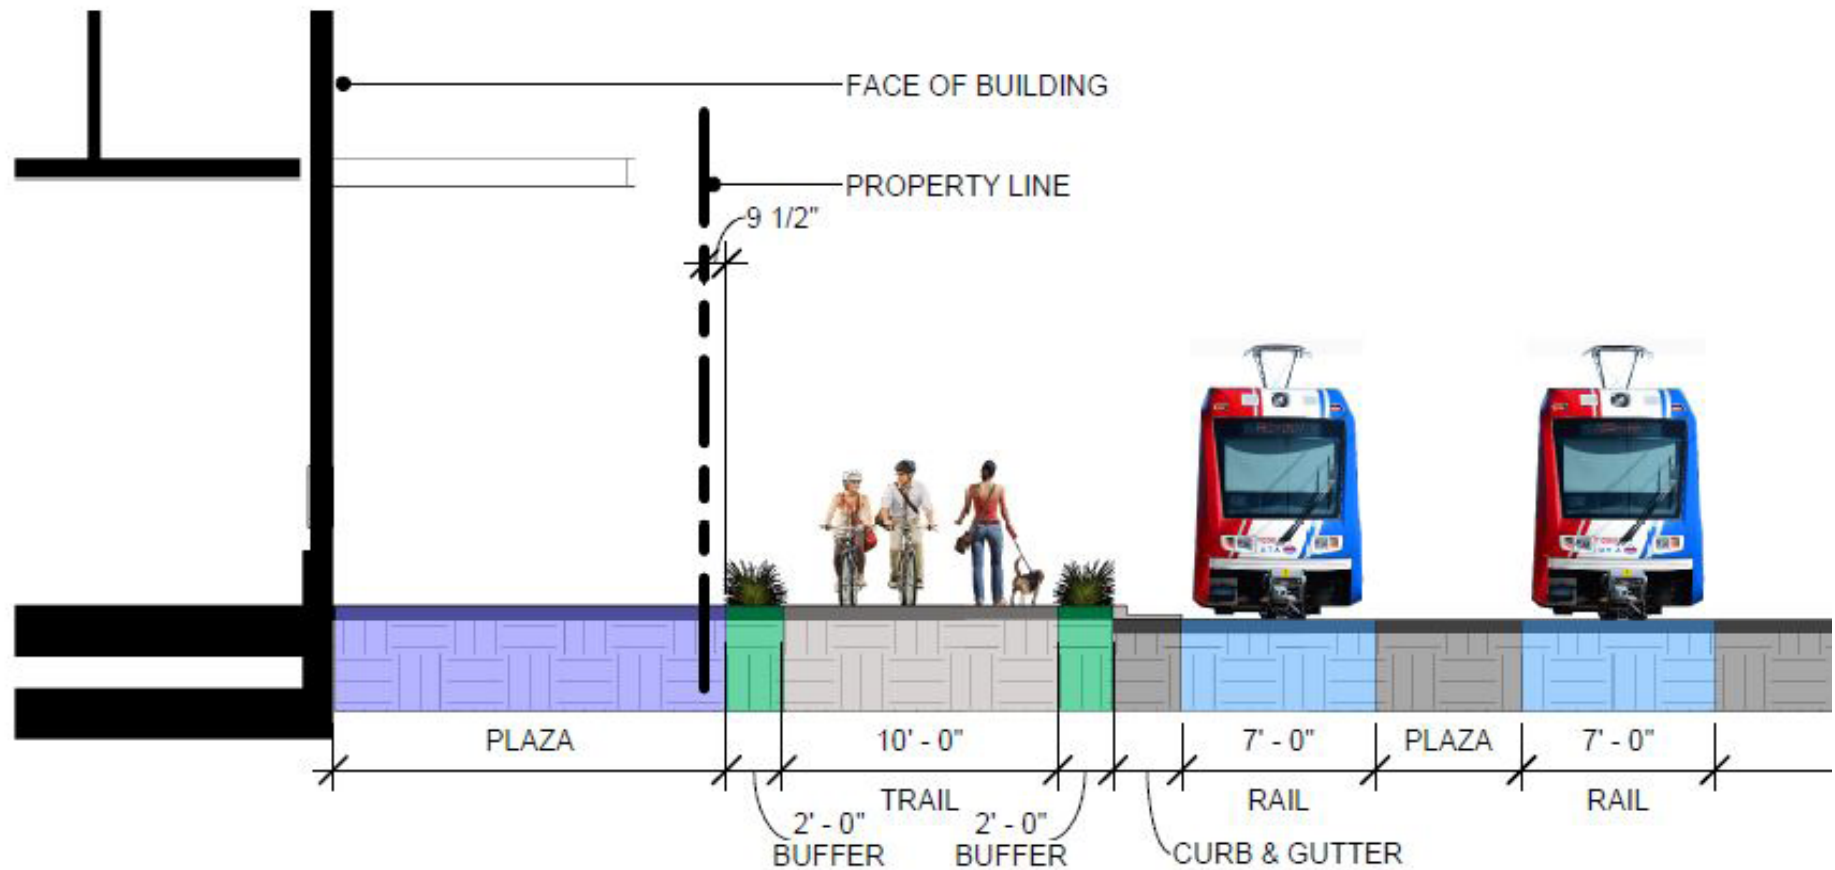 FACE OF BUILDING
PROPERTY LINE
9 1/2"
PLAZA
10' - 0"
7' - 0"
PLAZA
7' - 0"
TRAIL
RAIL
RAIL
2' - 0"
2' - 0"
BUFFER
BUFFER
CURB & GUTTER